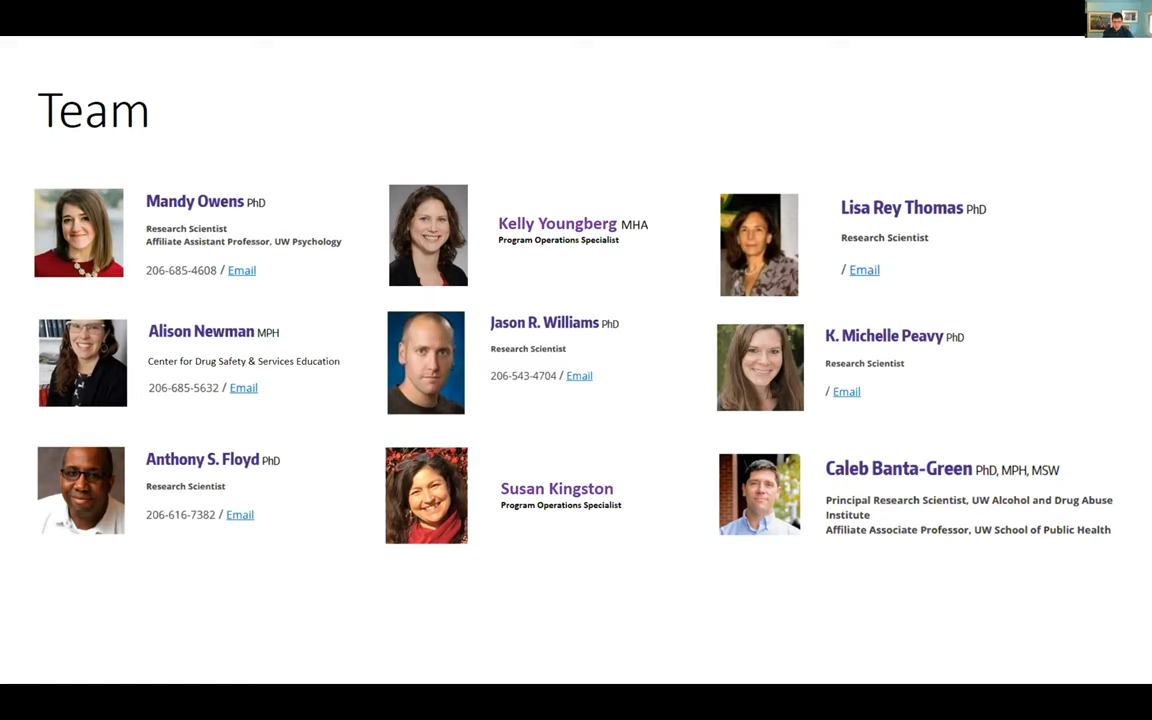 Team
Mandy Owens PhD
Research Scientist
Affiliate Assistant Professor, UW Psychology
206-685-4608 / Email
Kelly Youngberg MHA
Program Operations Specialist
Lisa Rey Thomas PhD
Research Scientist
/ Email
Alison Newman MPH
Center for Drug Safety & Services Education
206-685-5632 / Email
Jason R. Williams PhD
Research Scientist
206-543-4704 / Email
K. Michelle Peavy PhD
Research Scientist
/ Email
Anthony S. Floyd PhD
Research Scientist
206-616-7382 / Email
Susan Kingston
Program Operations Specialist
Caleb Banta-Green PhD, MPH, MSW
Principal Research Scientist, UW Alcohol and Drug Abuse
Institute
Affiliate Associate Professor, UW School of Public Health